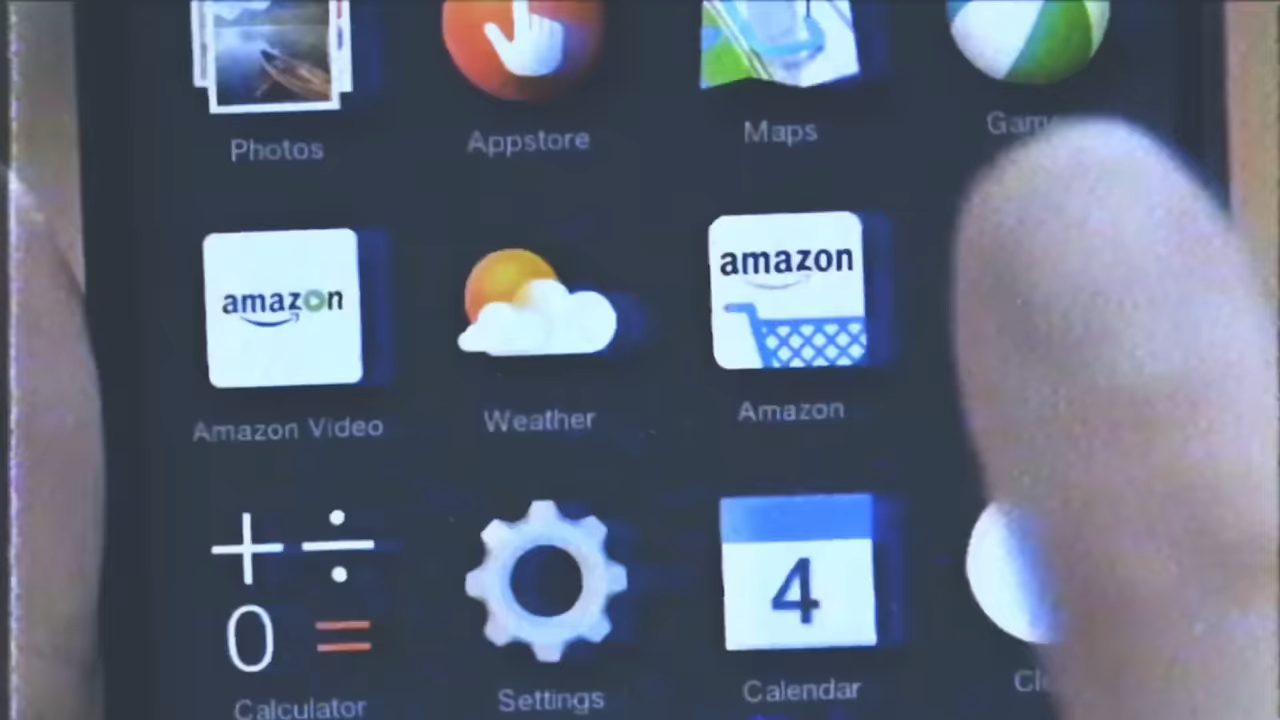 Photos
Appstore
Maps
amazon
amazon
Amazon Video
Weather
Amazon
4
0
Calculator
Settings
Calendar